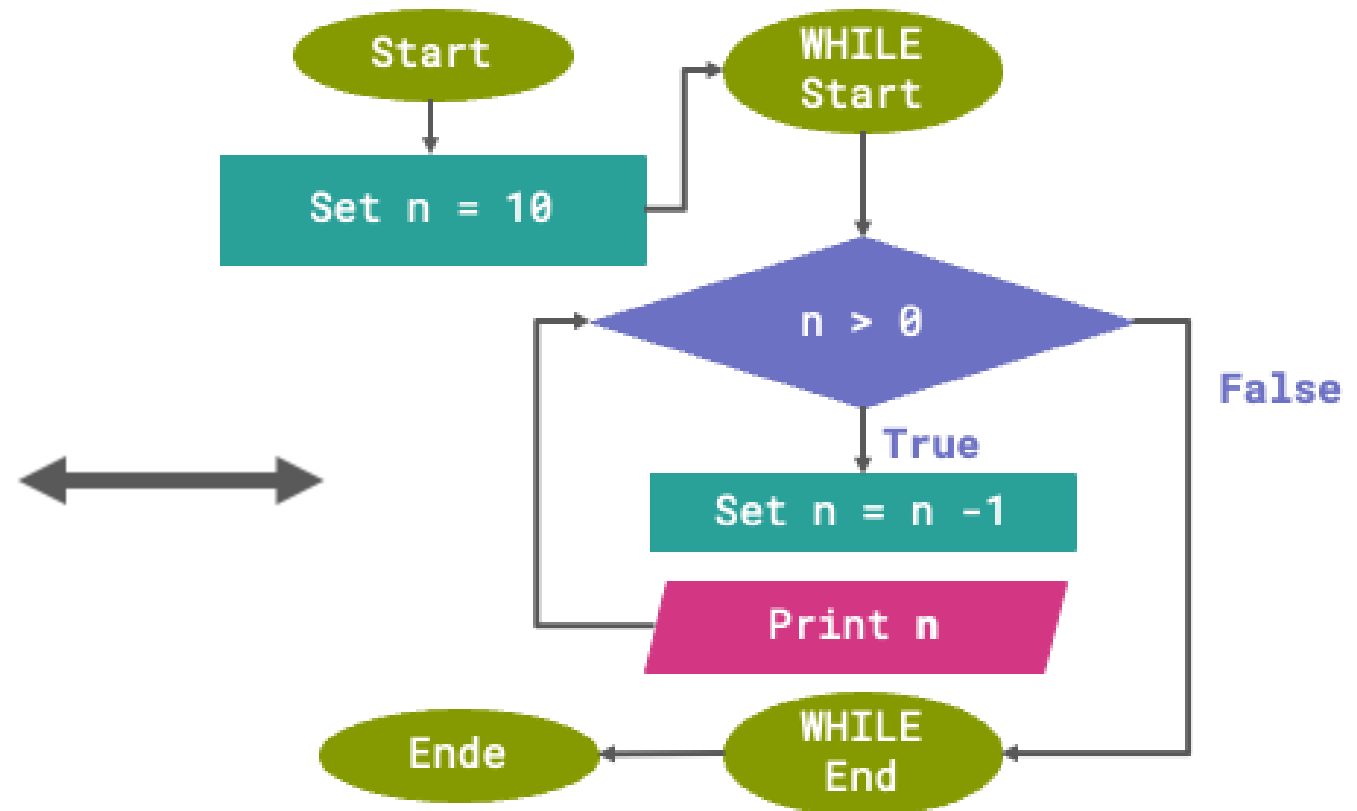 Start
Set n = 10
WHILE
Start
n > 0
False
True
Set n = n -1
Print n
WHILE
End
Ende